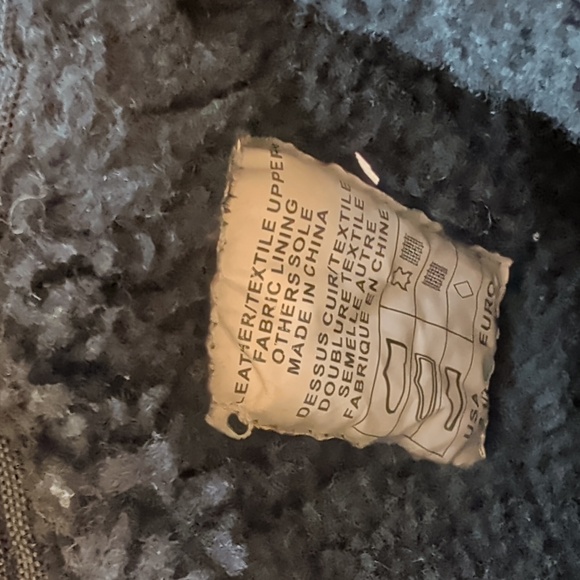 LEATHER/TEXTILE UPPER
FABRIC LINING
OTHERS SOLE
MADE IN CHINA
DESSUS CUIR/TEXTILE
DOUBLURE TEXTILE
SEMELLE AUTRE
FABRIQUE EN CHINE
USA EURO